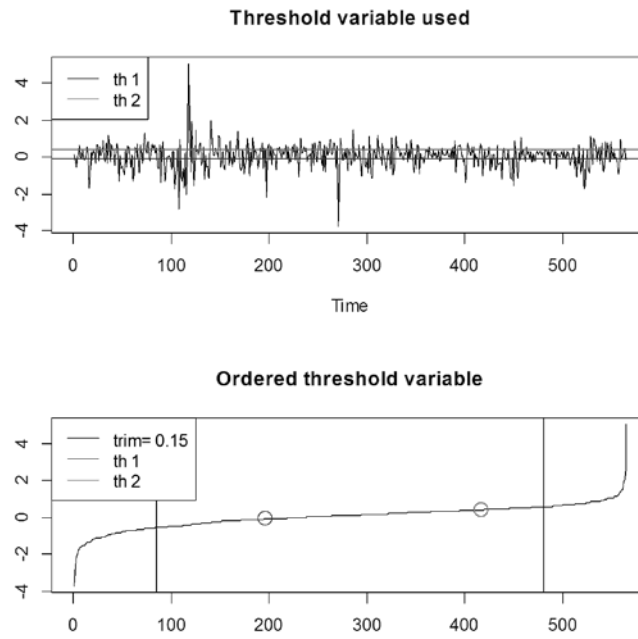 Threshold variable used
th 1
th 2
4
2
0
-2
-4
0 100 200 300 400 500
Time
Ordered threshold variable
trim= 0.15
th 1
th 2
4
2
0
-2
-4
0 100 200 300 400 500